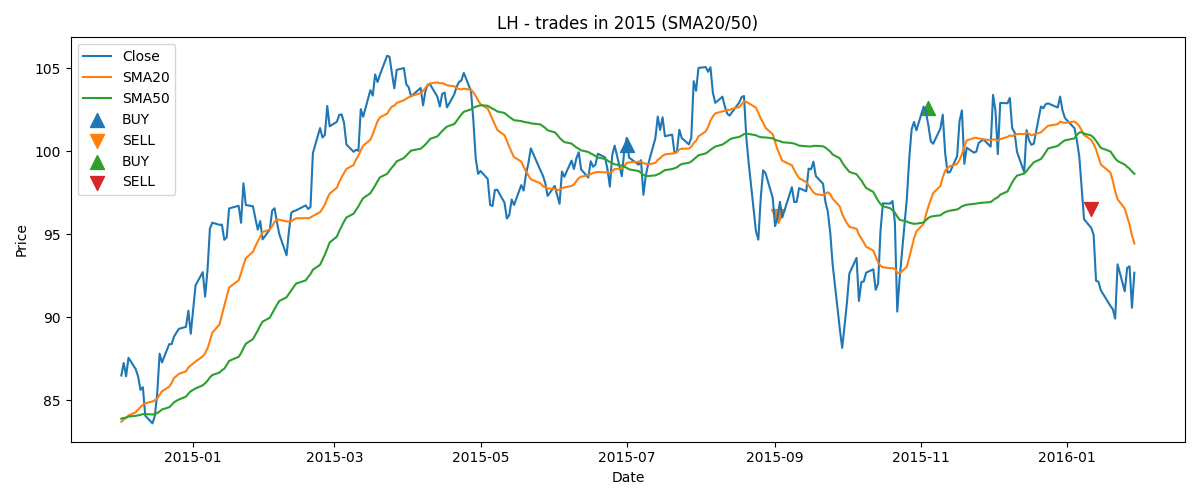 LH - trades in 2015 (SMA20/50)
Close
SMA20
SMA50
BUY
SELL
BUY
SELL
Price
105
100
95
90
85
2015-01 2015-03 2015-05 2015-07 2015-09 2015-11 2016-01
Date